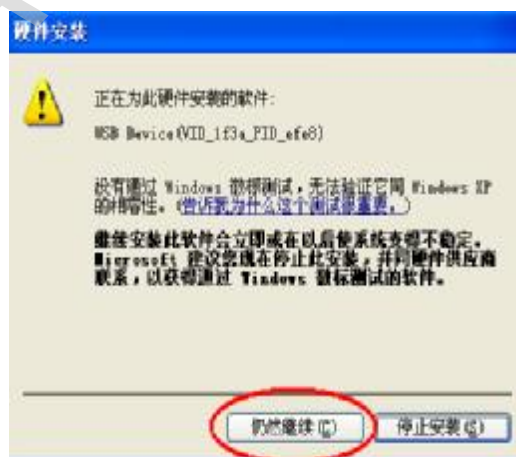 硬件安装
正在为此硬件安装的软件:
USB Device(VID_1f3a_PID_efe8)
没有通过 Windows 徽标测试，无法验证它同 Windows XP
的相容性。(告诉我为什么这个测试很重要。)
继续安装此软件会立即或在以后使系统变得不稳定。
Microsoft 建议您现在停止此安装，并同硬件供应商
联系，以获得通过 Windows 徽标测试的软件。
仍然继续(C)
停止安装(S)